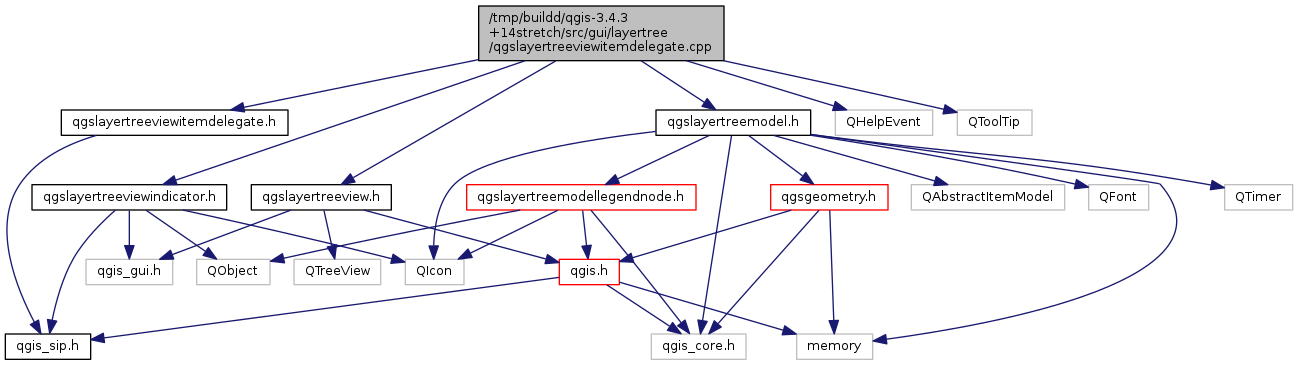 /tmp/buildd/qgis-3.4.3
+14stretch/src/gui/layertree
/qgslayertreeviewitemdelegate.cpp
qgslayertreeviewitemdelegate.h
qgslayertreemodel.h
QHelpEvent
QToolTip
qgslayertreeviewindicator.h
qgslayertreeview.h
qgslayertreemodellegendnode.h
qgsgeometry.h
QAbstractItemModel
QFont
QTimer
qgis_gui.h
QObject
QTreeView
QIcon
qgis.h
qgis_sip.h
qgis_core.h
memory